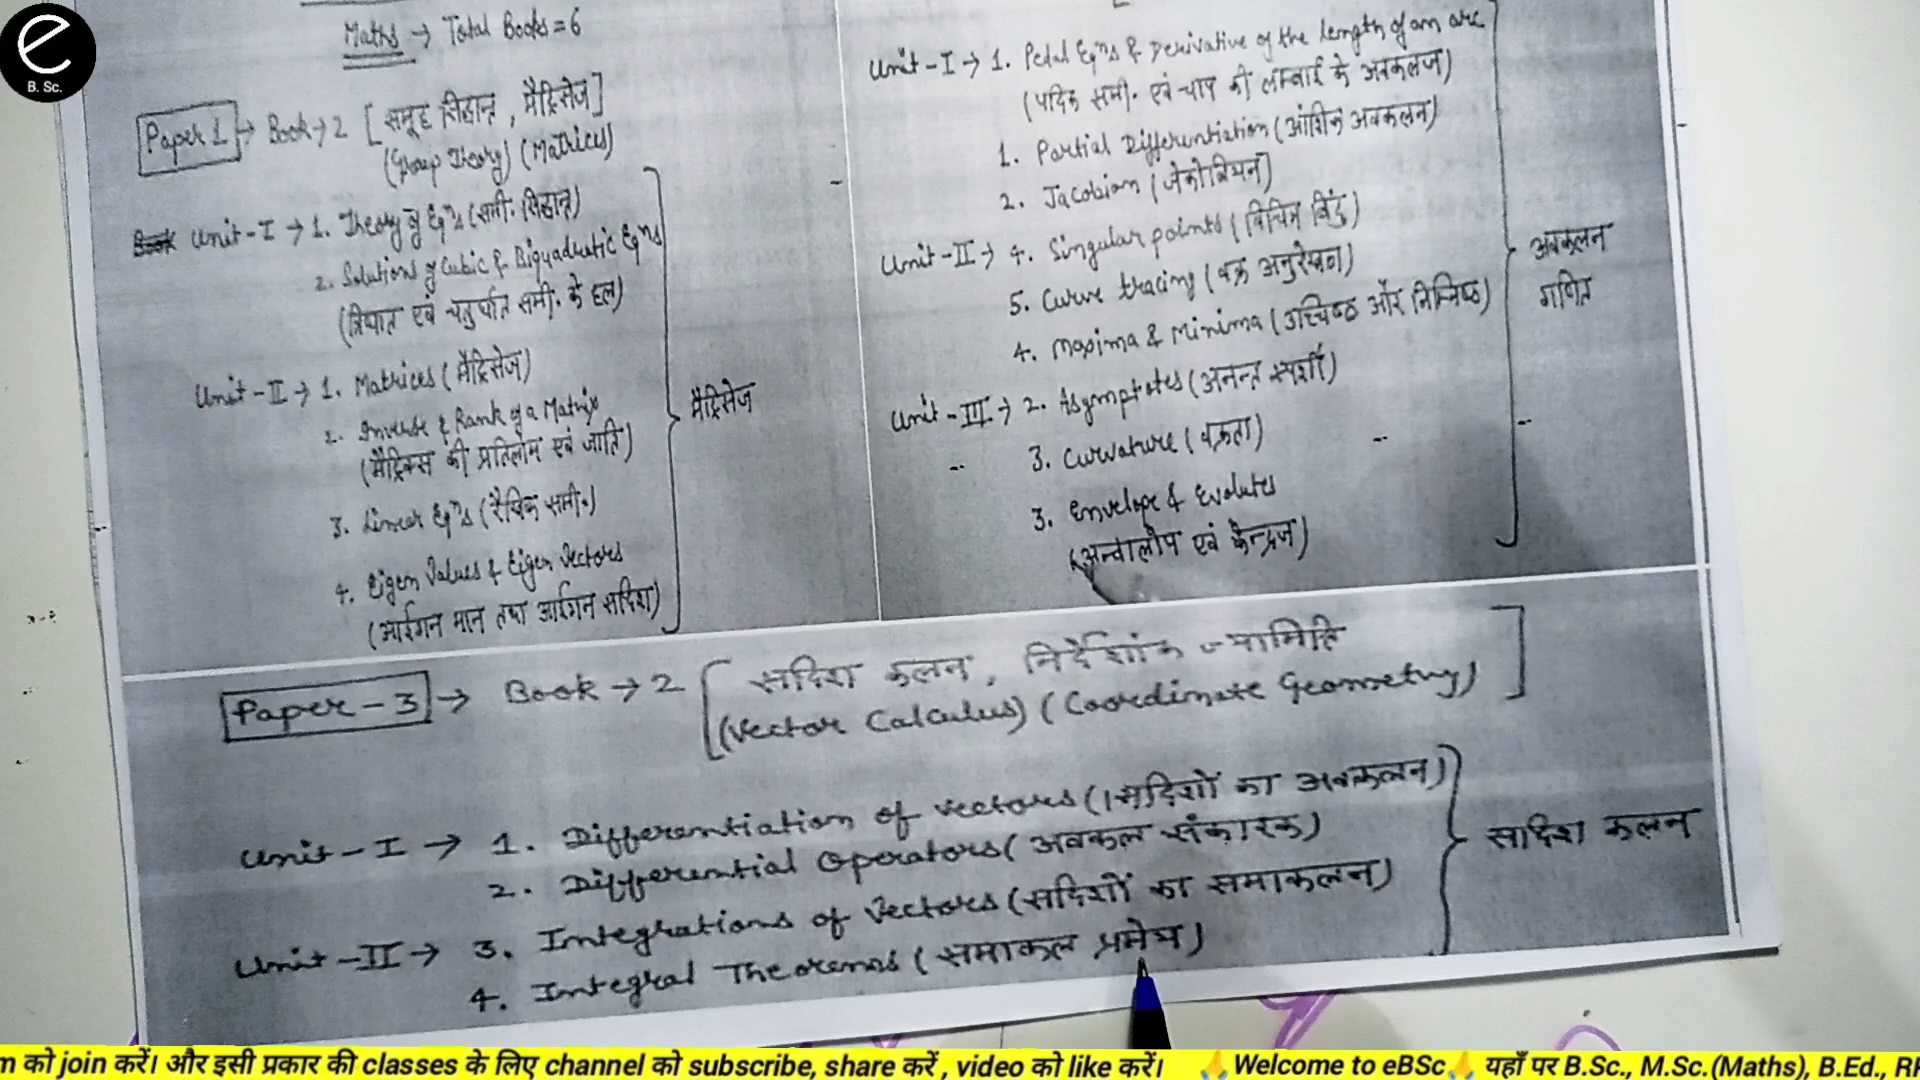 e
B. Sc.
Maths → Total Books = 6
Paper 1 → Book → 2 [समूह सिद्धान्त, मैट्रिसेज]
(Group Theory) (Matrices)
Unit - I → 1. Theory of Eqns (समी. सिद्धान्त)
2. Solutions of Cubic & Biquadratic Eqns
(त्रिघात एवं चतुर्घात समी. के हल)
Unit - II → 1. Matrices (मैट्रिसेज)
2. Inverse & Rank of a Matrix
(मैट्रिक्स की प्रतिलोम एवं जाति)
3. Linear Eqns (रैखिक समी.)
4. Eigen Values & Eigen Vectors
(आईगन मान तथा आईगन सदिश)
मैट्रिसेज
Unit - I → 1. Pedal Eqns & Derivative of the length of an arc
(पदिक समी. एवं चाप की लम्बाई के अवकलज)
1. Partial Differentiation (आंशिक अवकलन)
2. Jacobian (जेकोबियन)
Unit - II → 4. Singular points (विचित्र बिंदु)
5. Curve tracing (वक्र अनुरेखण)
4. Maxima & Minima (उच्चिष्ठ और निम्निष्ठ)
Unit - III → 2. Asymptotes (अनन्त स्पर्शी)
3. Curvature (वक्रता)
3. Envelope & Evolutes
(अन्वालोप एवं केन्द्रज)
अवकलन
गणित
Paper - 3 → Book → 2 [सदिश कलन, निर्देशांक ज्यामिति
(Vector Calculus) (Coordinate Geometry)]
Unit - I → 1. Differentiation of vectors (सदिशों का अवकलन)
2. Differential Operators (अवकल संकारक)
Unit - II → 3. Integrations of Vectors (सदिशों का समाकलन)
4. Integral Theorems (समाकल प्रमेय)
सदिश कलन
m को join करें। और इसी प्रकार की classes के लिए channel को subscribe, share करें , video को like करें। 🙏Welcome to eBSc🙏 यहाँ पर B.Sc., M.Sc.(Maths), B.Ed., RI